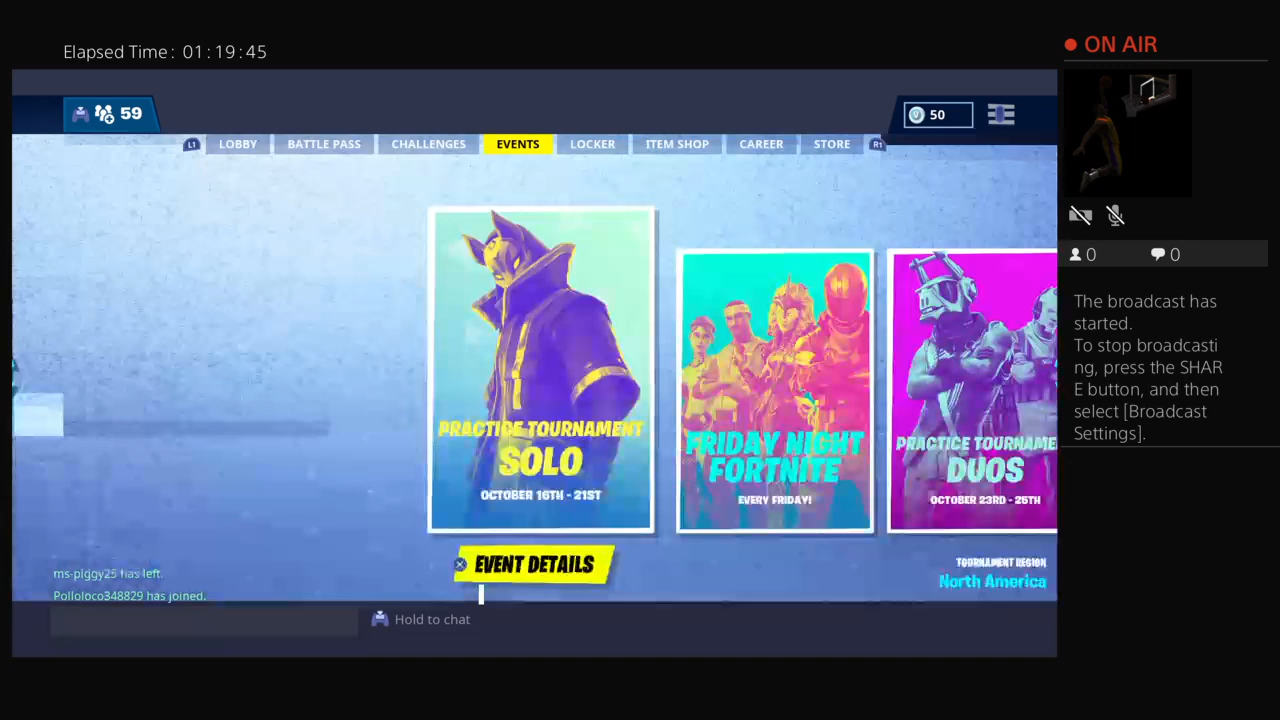 Elapsed Time: 01:19:45
ON AIR
59
50
L1 LOBBY BATTLE PASS CHALLENGES EVENTS LOCKER ITEM SHOP CAREER STORE R1
0 0
The broadcast has
started.
To stop broadcasti
ng, press the SHAR
E button, and then
select [Broadcast
Settings].
PRACTICE TOURNAMENT
SOLO
OCTOBER 16TH - 21ST
FRIDAY NIGHT
FORTNITE
EVERY FRIDAY!
PRACTICE TOURNAME
DUOS
OCTOBER 23RD - 25TH
EVENT DETAILS
TOURNAMENT REGION
North America
ms-piggy25 has left.
Polloloco348829 has joined.
Hold to chat